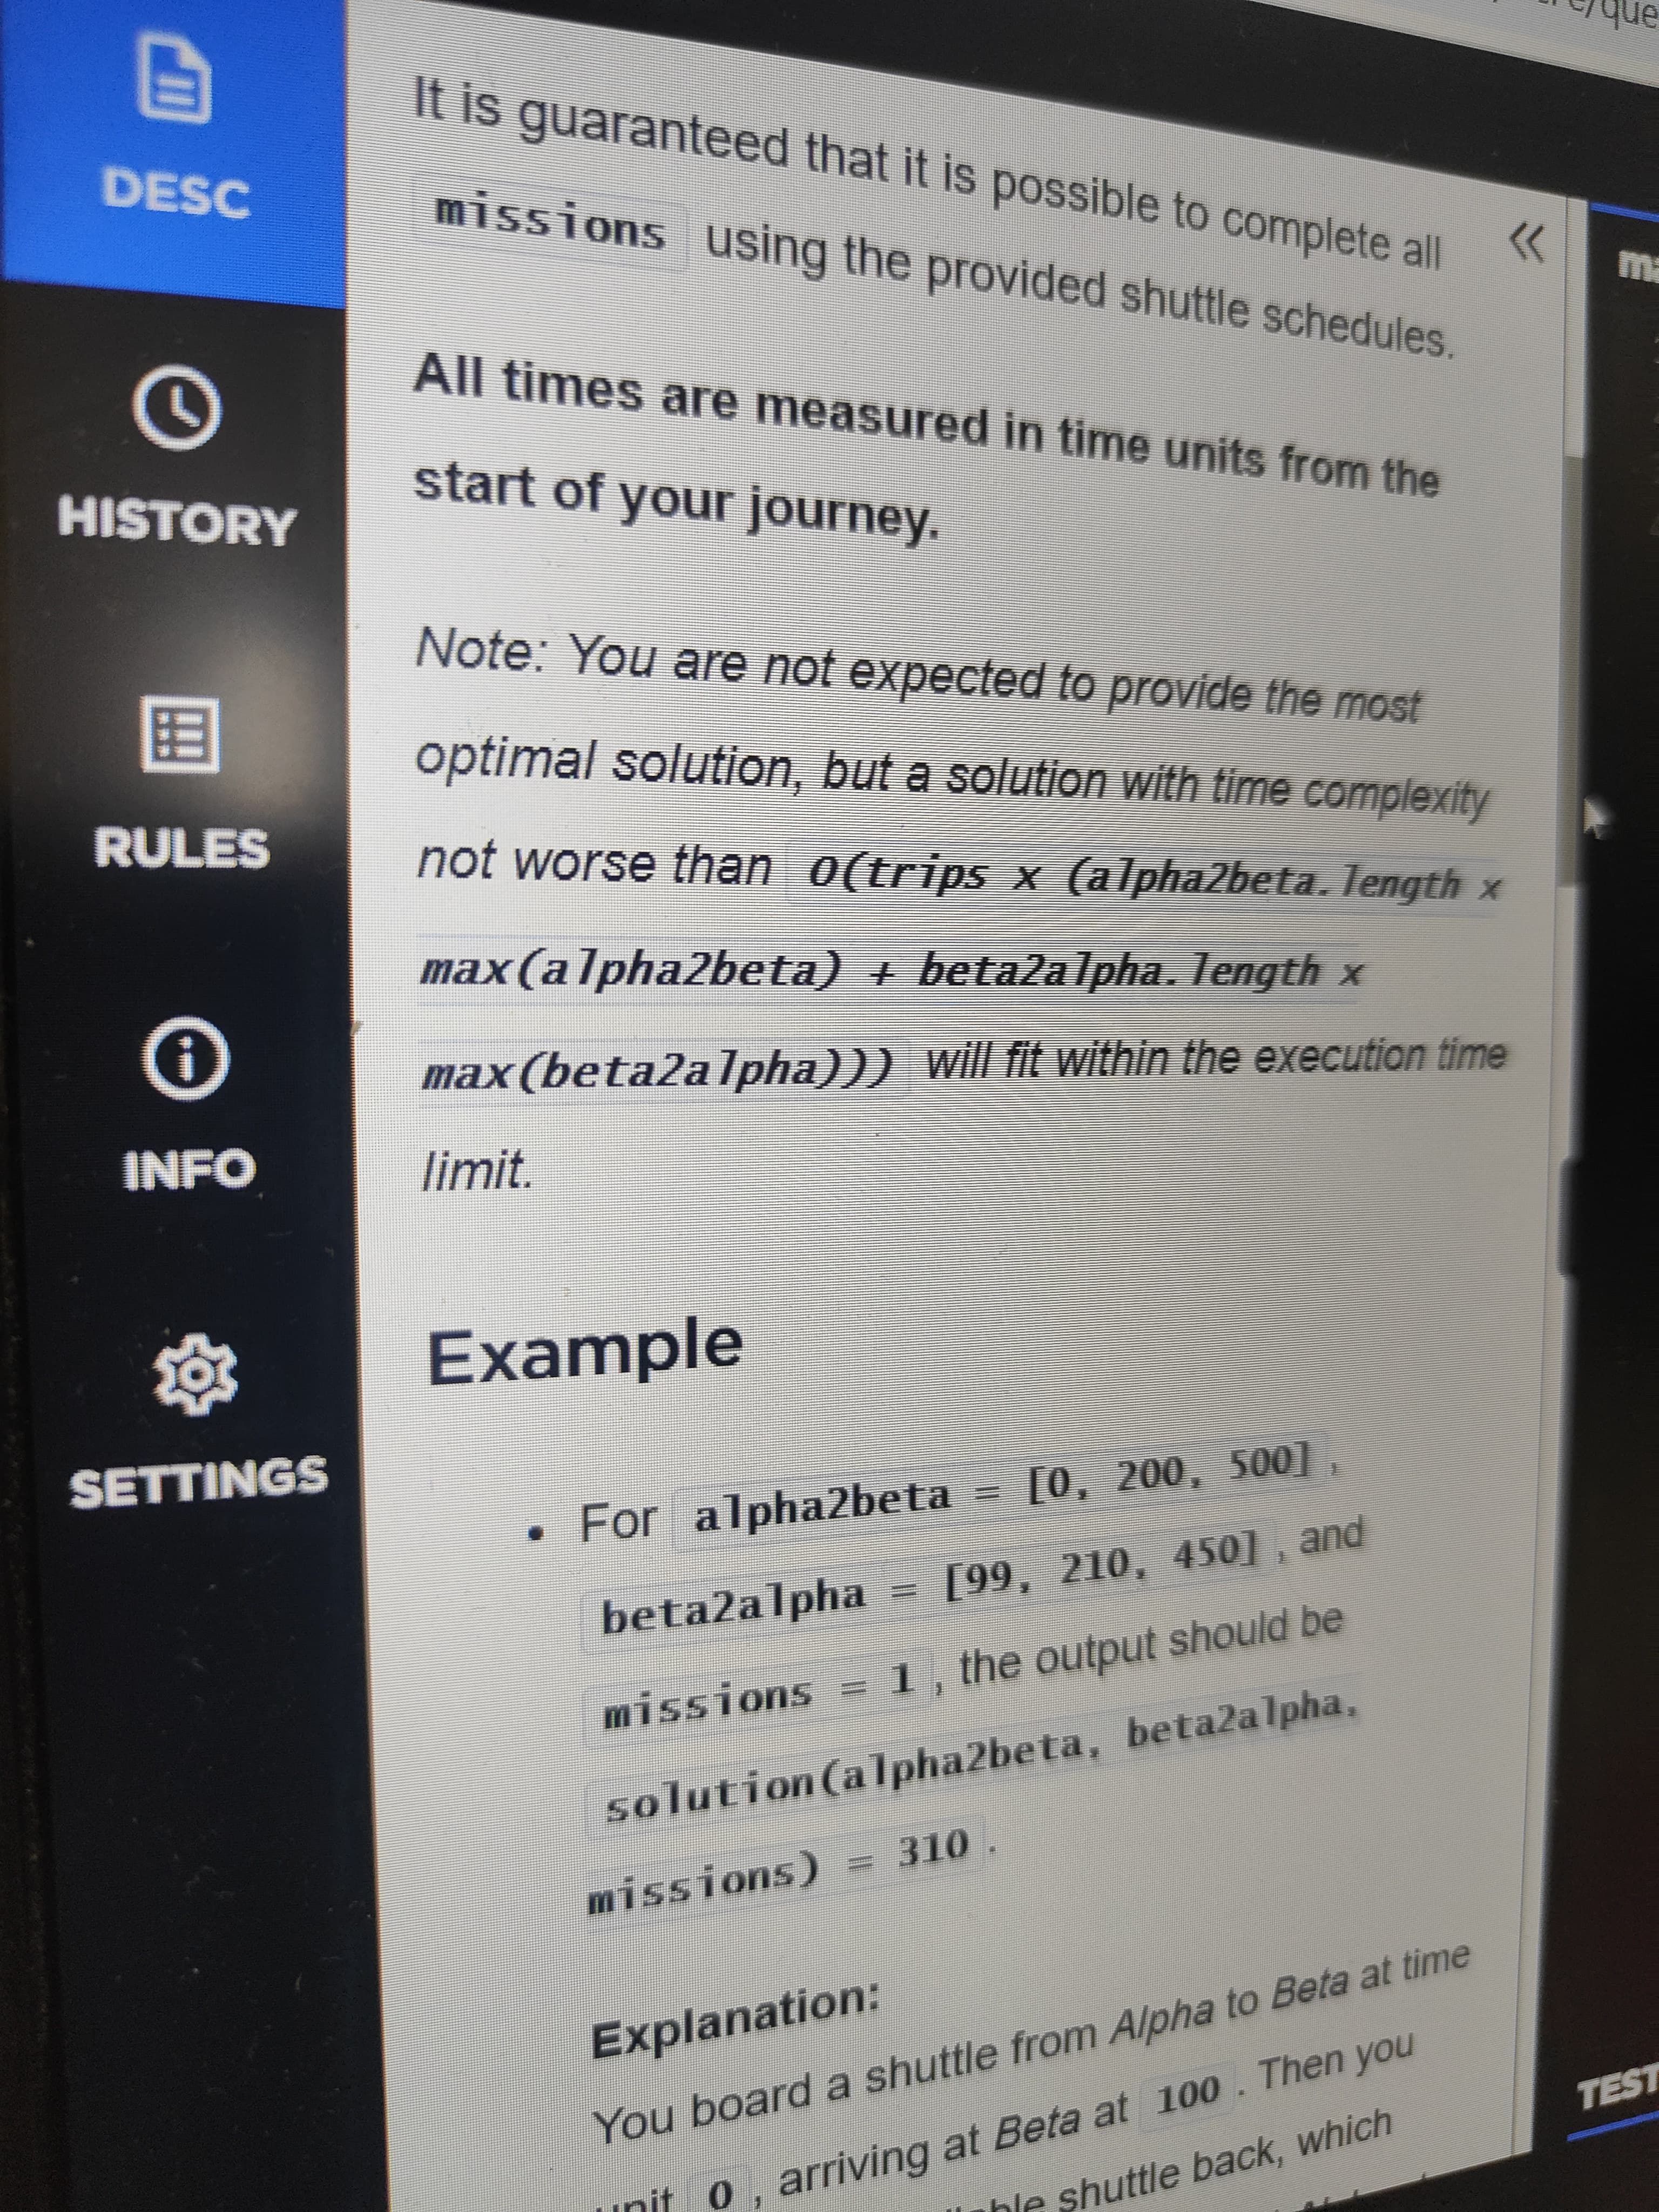 DESC
HISTORY
RULES
INFO
SETTINGS
It is guaranteed that it is possible to complete all
missions using the provided shuttle schedules.
All times are measured in time units from the
start of your journey.
Note: You are not expected to provide the most
optimal solution, but a solution with time complexity
not worse than O(trips x (alpha2beta.length x
max(alpha2beta) + beta2alpha.length x
max(beta2alpha))) will fit within the execution time
limit.
Example
• For alpha2beta = [0, 200, 500],
beta2alpha = [99, 210, 450], and
missions = 1, the output should be
solution(alpha2beta, beta2alpha,
missions) = 310.
Explanation:
You board a shuttle from Alpha to Beta at time
unit 0, arriving at Beta at 100. Then you
shuttle back, which
TEST